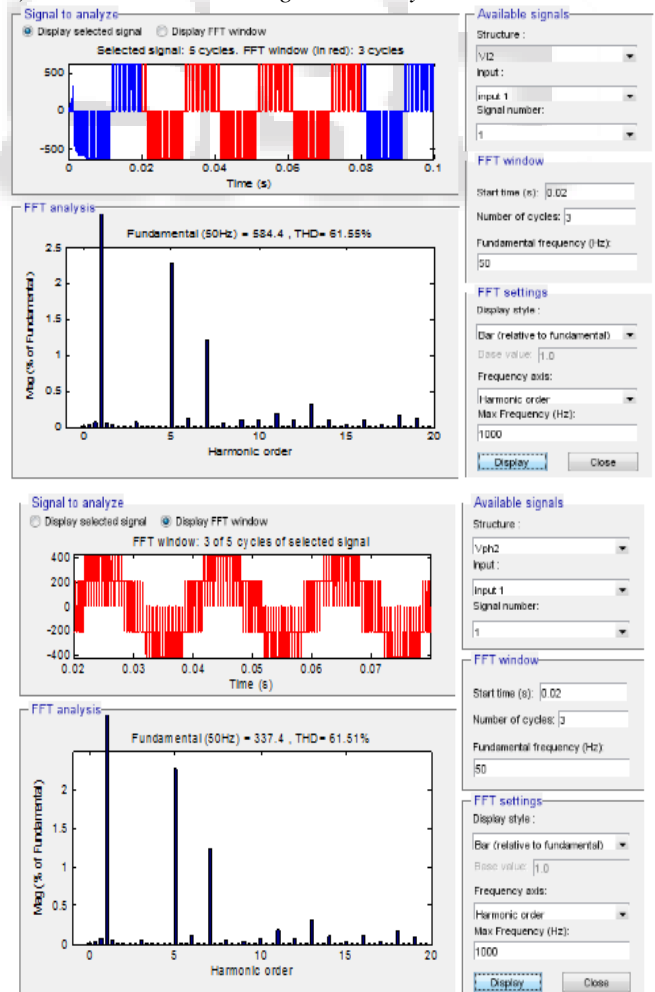 Signal to analyze
Display selected signal Display FFT window
Selected signal: 5 cycles. FFT window (in red): 3 cycles
500
0
-500
0 0.02 0.04 0.06 0.08 0.1
Time (s)
FFT analysis
Fundamental (50Hz) = 584.4 , THD= 61.55%
2.5
2
1.5
1
0.5
0
Mag (% of Fundamental)
0 5 10 15 20
Harmonic order
Available signals
Structure :
Vl2
Input :
input 1
Signal number:
1
FFT window
Start time (s): 0.02
Number of cycles: 3
Fundamental frequency (Hz):
50
FFT settings
Display style :
Bar (relative to fundamental)
Base value: 1.0
Frequency axis:
Harmonic order
Max Frequency (Hz):
1000
Display Close
Signal to analyze
Display selected signal Display FFT window
FFT window: 3 of 5 cycles of selected signal
400
200
0
-200
-400
0.02 0.03 0.04 0.05 0.06 0.07
Time (s)
FFT analysis
Fundamental (50Hz) = 337.4 , THD= 61.51%
2
1.5
1
0.5
0
Mag (% of Fundamental)
0 5 10 15 20
Harmonic order
Available signals
Structure :
Vph2
Input :
input 1
Signal number:
1
FFT window
Start time (s): 0.02
Number of cycles: 3
Fundamental frequency (Hz):
50
FFT settings
Display style :
Bar (relative to fundamental)
Base value: 1.0
Frequency axis:
Harmonic order
Max Frequency (Hz):
1000
Display Close